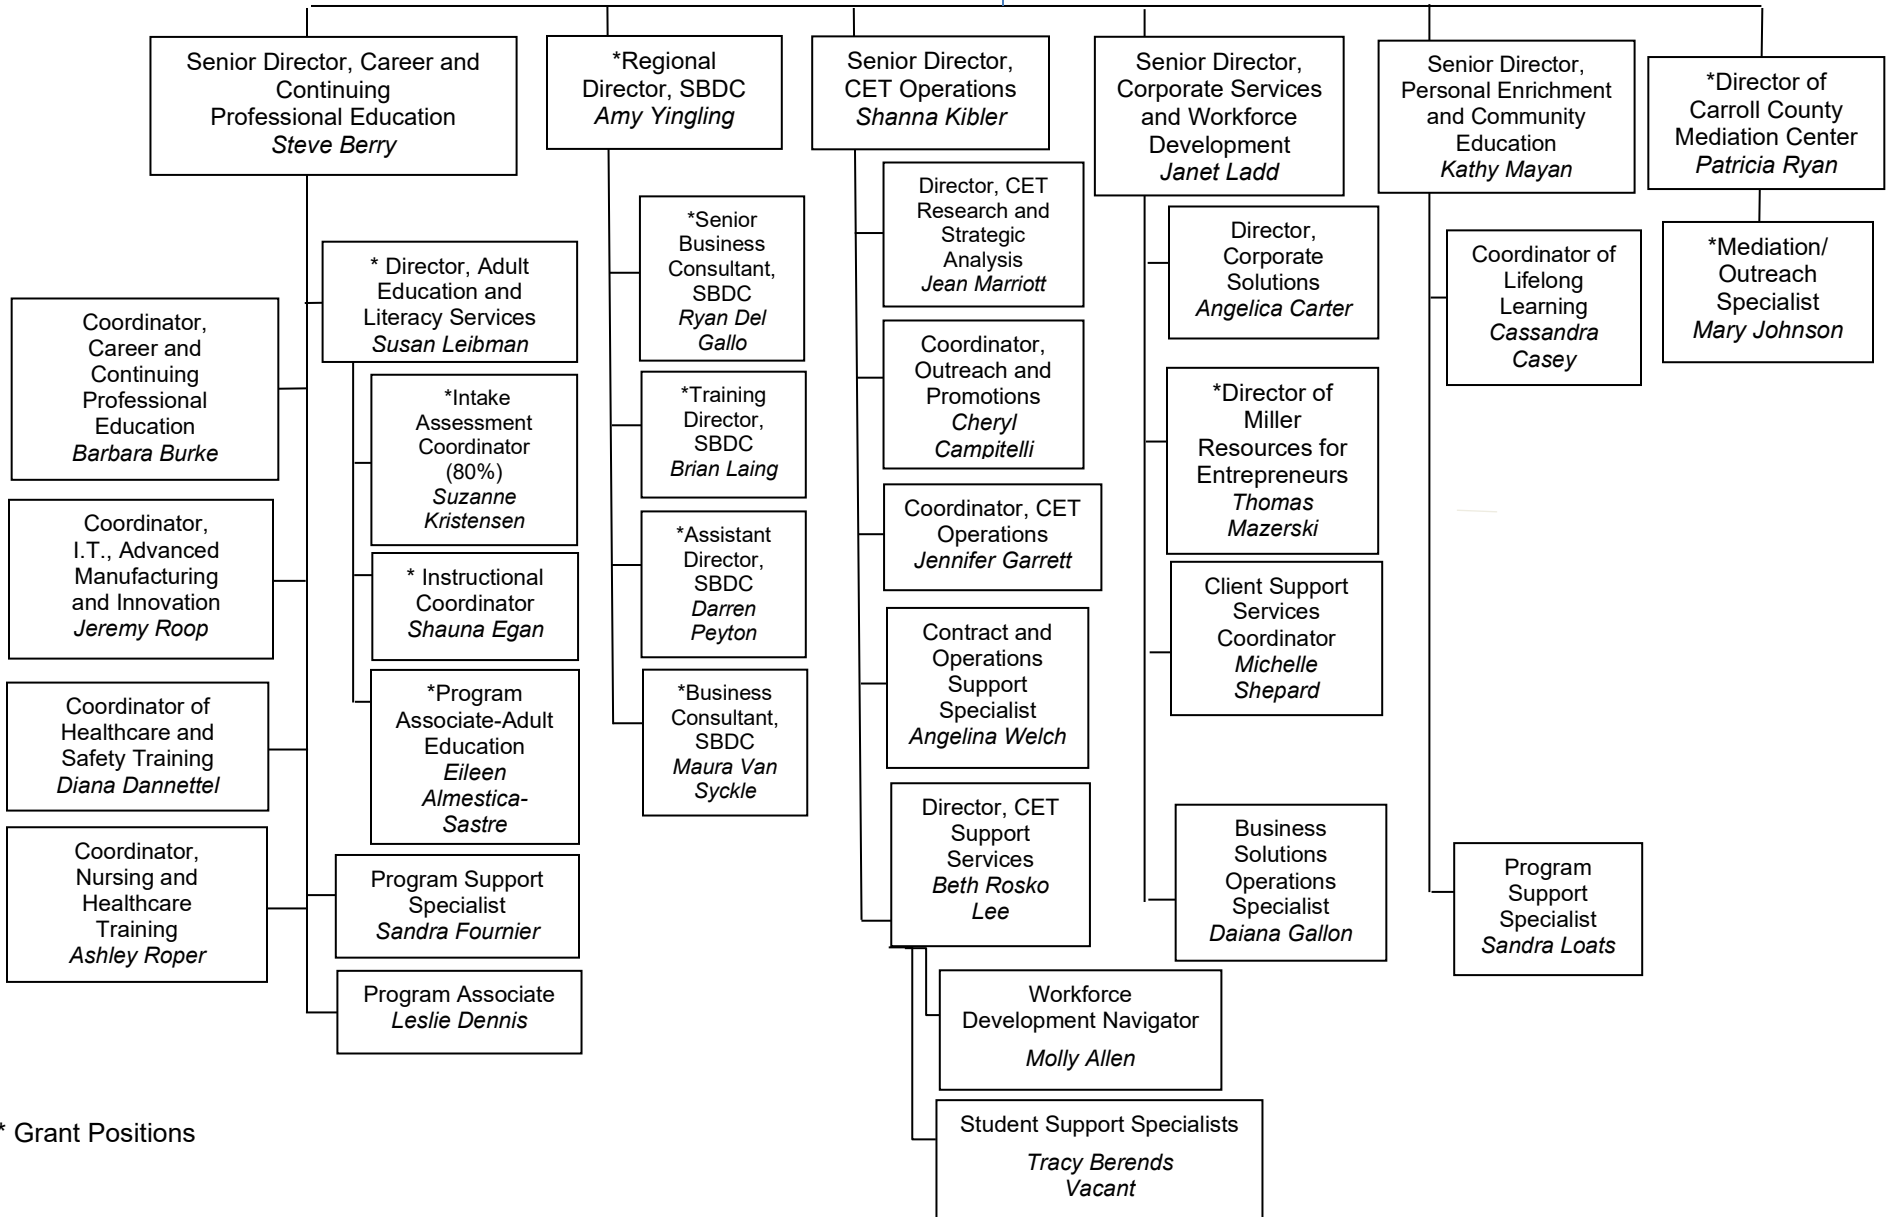 Senior Director, Career and
Continuing
Professional Education
Steve Berry
*Regional
Director, SBDC
Amy Yingling
Senior Director,
CET Operations
Shanna Kibler
Senior Director,
Corporate Services
and Workforce
Development
Janet Ladd
Senior Director,
Personal Enrichment
and Community
Education
Kathy Mayan
*Director of
Carroll County
Mediation Center
Patricia Ryan
Coordinator,
Career and
Continuing
Professional
Education
Barbara Burke
Coordinator,
I.T., Advanced
Manufacturing
and Innovation
Jeremy Roop
Coordinator of
Healthcare and
Safety Training
Diana Dannettel
Coordinator,
Nursing and
Healthcare
Training
Ashley Roper
* Director, Adult
Education and
Literacy Services
Susan Leibman
*Intake
Assessment
Coordinator
(80%)
Suzanne
Kristensen
* Instructional
Coordinator
Shauna Egan
*Program
Associate-Adult
Education
Eileen
Almestica-
Sastre
Program Support
Specialist
Sandra Fournier
Program Associate
Leslie Dennis
*Senior
Business
Consultant,
SBDC
Ryan Del
Gallo
*Training
Director,
SBDC
Brian Laing
*Assistant
Director,
SBDC
Darren
Peyton
*Business
Consultant,
SBDC
Maura Van
Syckle
Director, CET
Research and
Strategic
Analysis
Jean Marriott
Coordinator,
Outreach and
Promotions
Cheryl
Campitelli
Coordinator, CET
Operations
Jennifer Garrett
Contract and
Operations
Support
Specialist
Angelina Welch
Director, CET
Support
Services
Beth Rosko
Lee
Workforce
Development Navigator
Molly Allen
Student Support Specialists
Tracy Berends
Vacant
Director,
Corporate
Solutions
Angelica Carter
*Director of
Miller
Resources for
Entrepreneurs
Thomas
Mazerski
Client Support
Services
Coordinator
Michelle
Shepard
Business
Solutions
Operations
Specialist
Daiana Gallon
Coordinator of
Lifelong
Learning
Cassandra
Casey
Program
Support
Specialist
Sandra Loats
*Mediation/
Outreach
Specialist
Mary Johnson
* Grant Positions